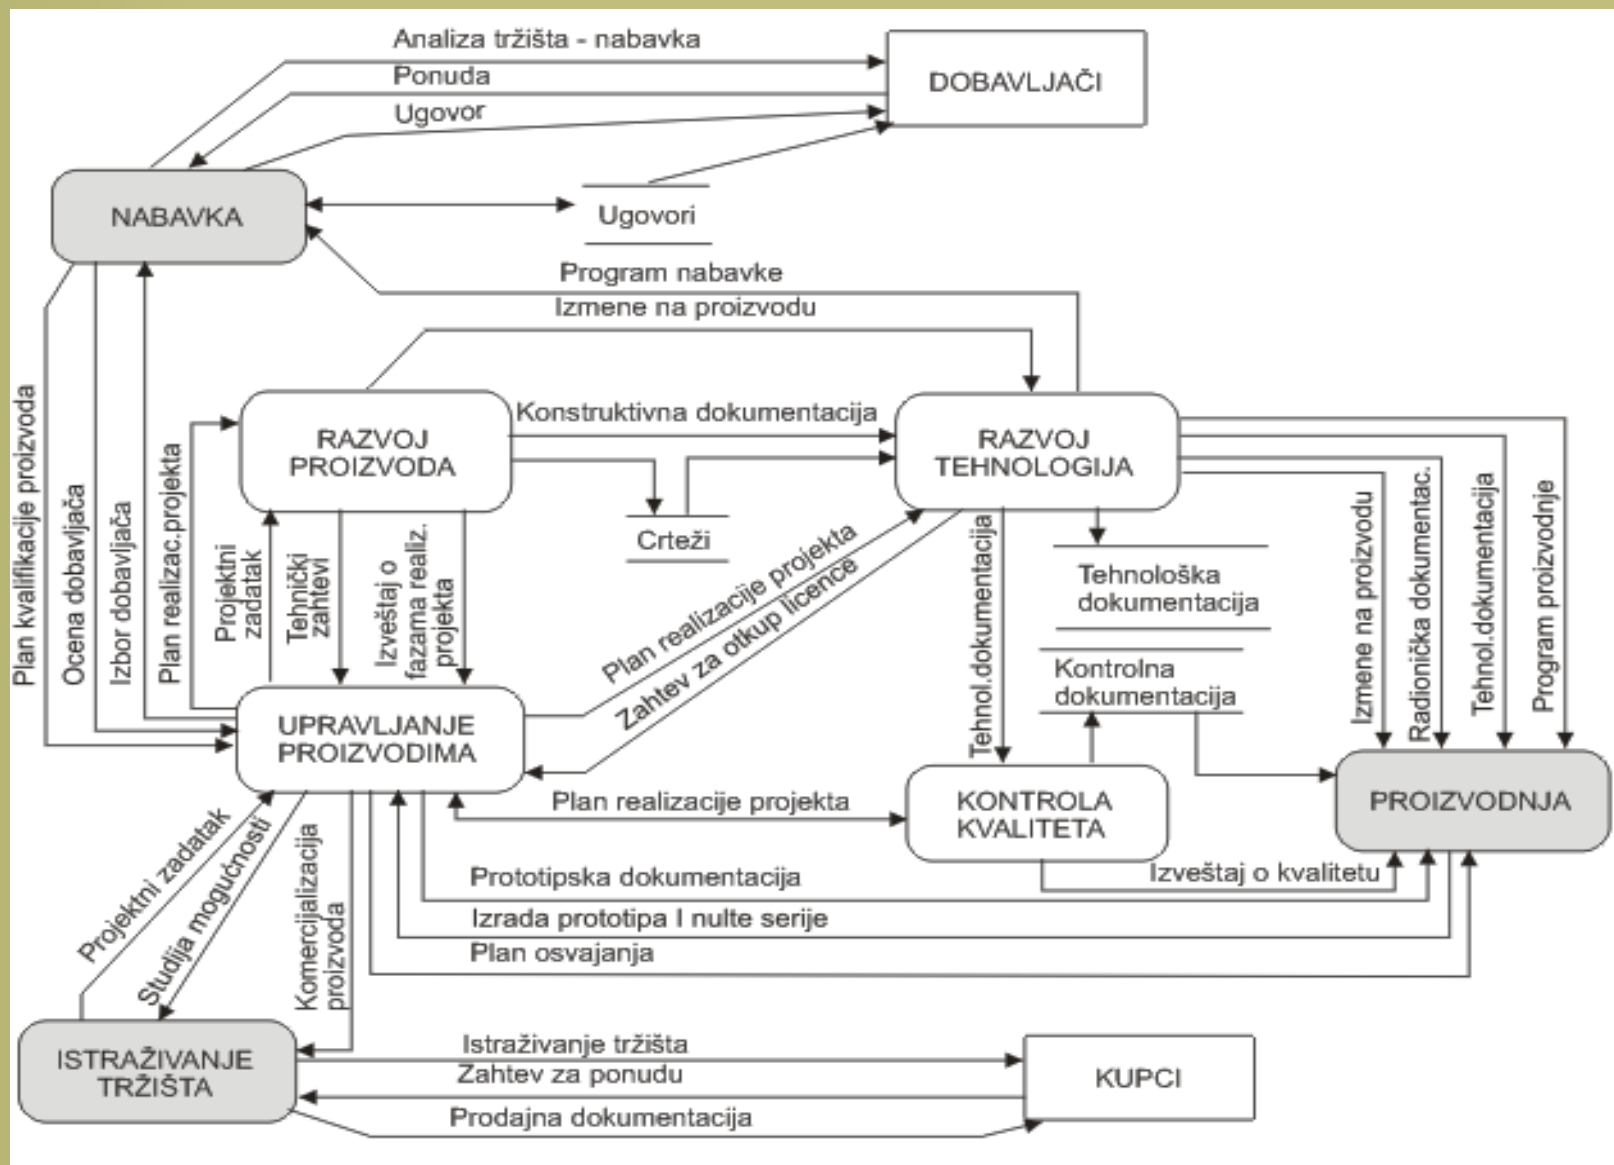 Analiza tržišta - nabavka
Ponuda
Ugovor
DOBAVLJAČI
NABAVKA
Ugovori
Program nabavke
Izmene na proizvodu
Plan kvalifikacije proizvoda
Ocena dobavljača
Izbor dobavljača
Plan realizac.projekta
RAZVOJ
PROIZVODA
Konstruktivna dokumentacija
RAZVOJ
TEHNOLOGIJA
Crteži
Projektni
zadatak
Tehnički
zahtevi
Izveštaj o
fazama realiz.
projekta
Plan realizacije projekta
Zahtev za otkup licence
Tehnol.dokumentacija
Tehnološka
dokumentacija
Kontrolna
dokumentacija
Izmene na proizvodu
Radionička dokumentac.
Tehnol.dokumentacija
Program proizvodnje
UPRAVLJANJE
PROIZVODIMA
Plan realizacije projekta
KONTROLA
KVALITETA
PROIZVODNJA
Izveštaj o kvalitetu
Prototipska dokumentacija
Izrada prototipa I nulte serije
Plan osvajanja
Projektni zadatak
Studija mogućnosti
Komercijalizacija
proizvoda
ISTRAŽIVANJE
TRŽIŠTA
Istraživanje tržišta
Zahtev za ponudu
Prodajna dokumentacija
KUPCI